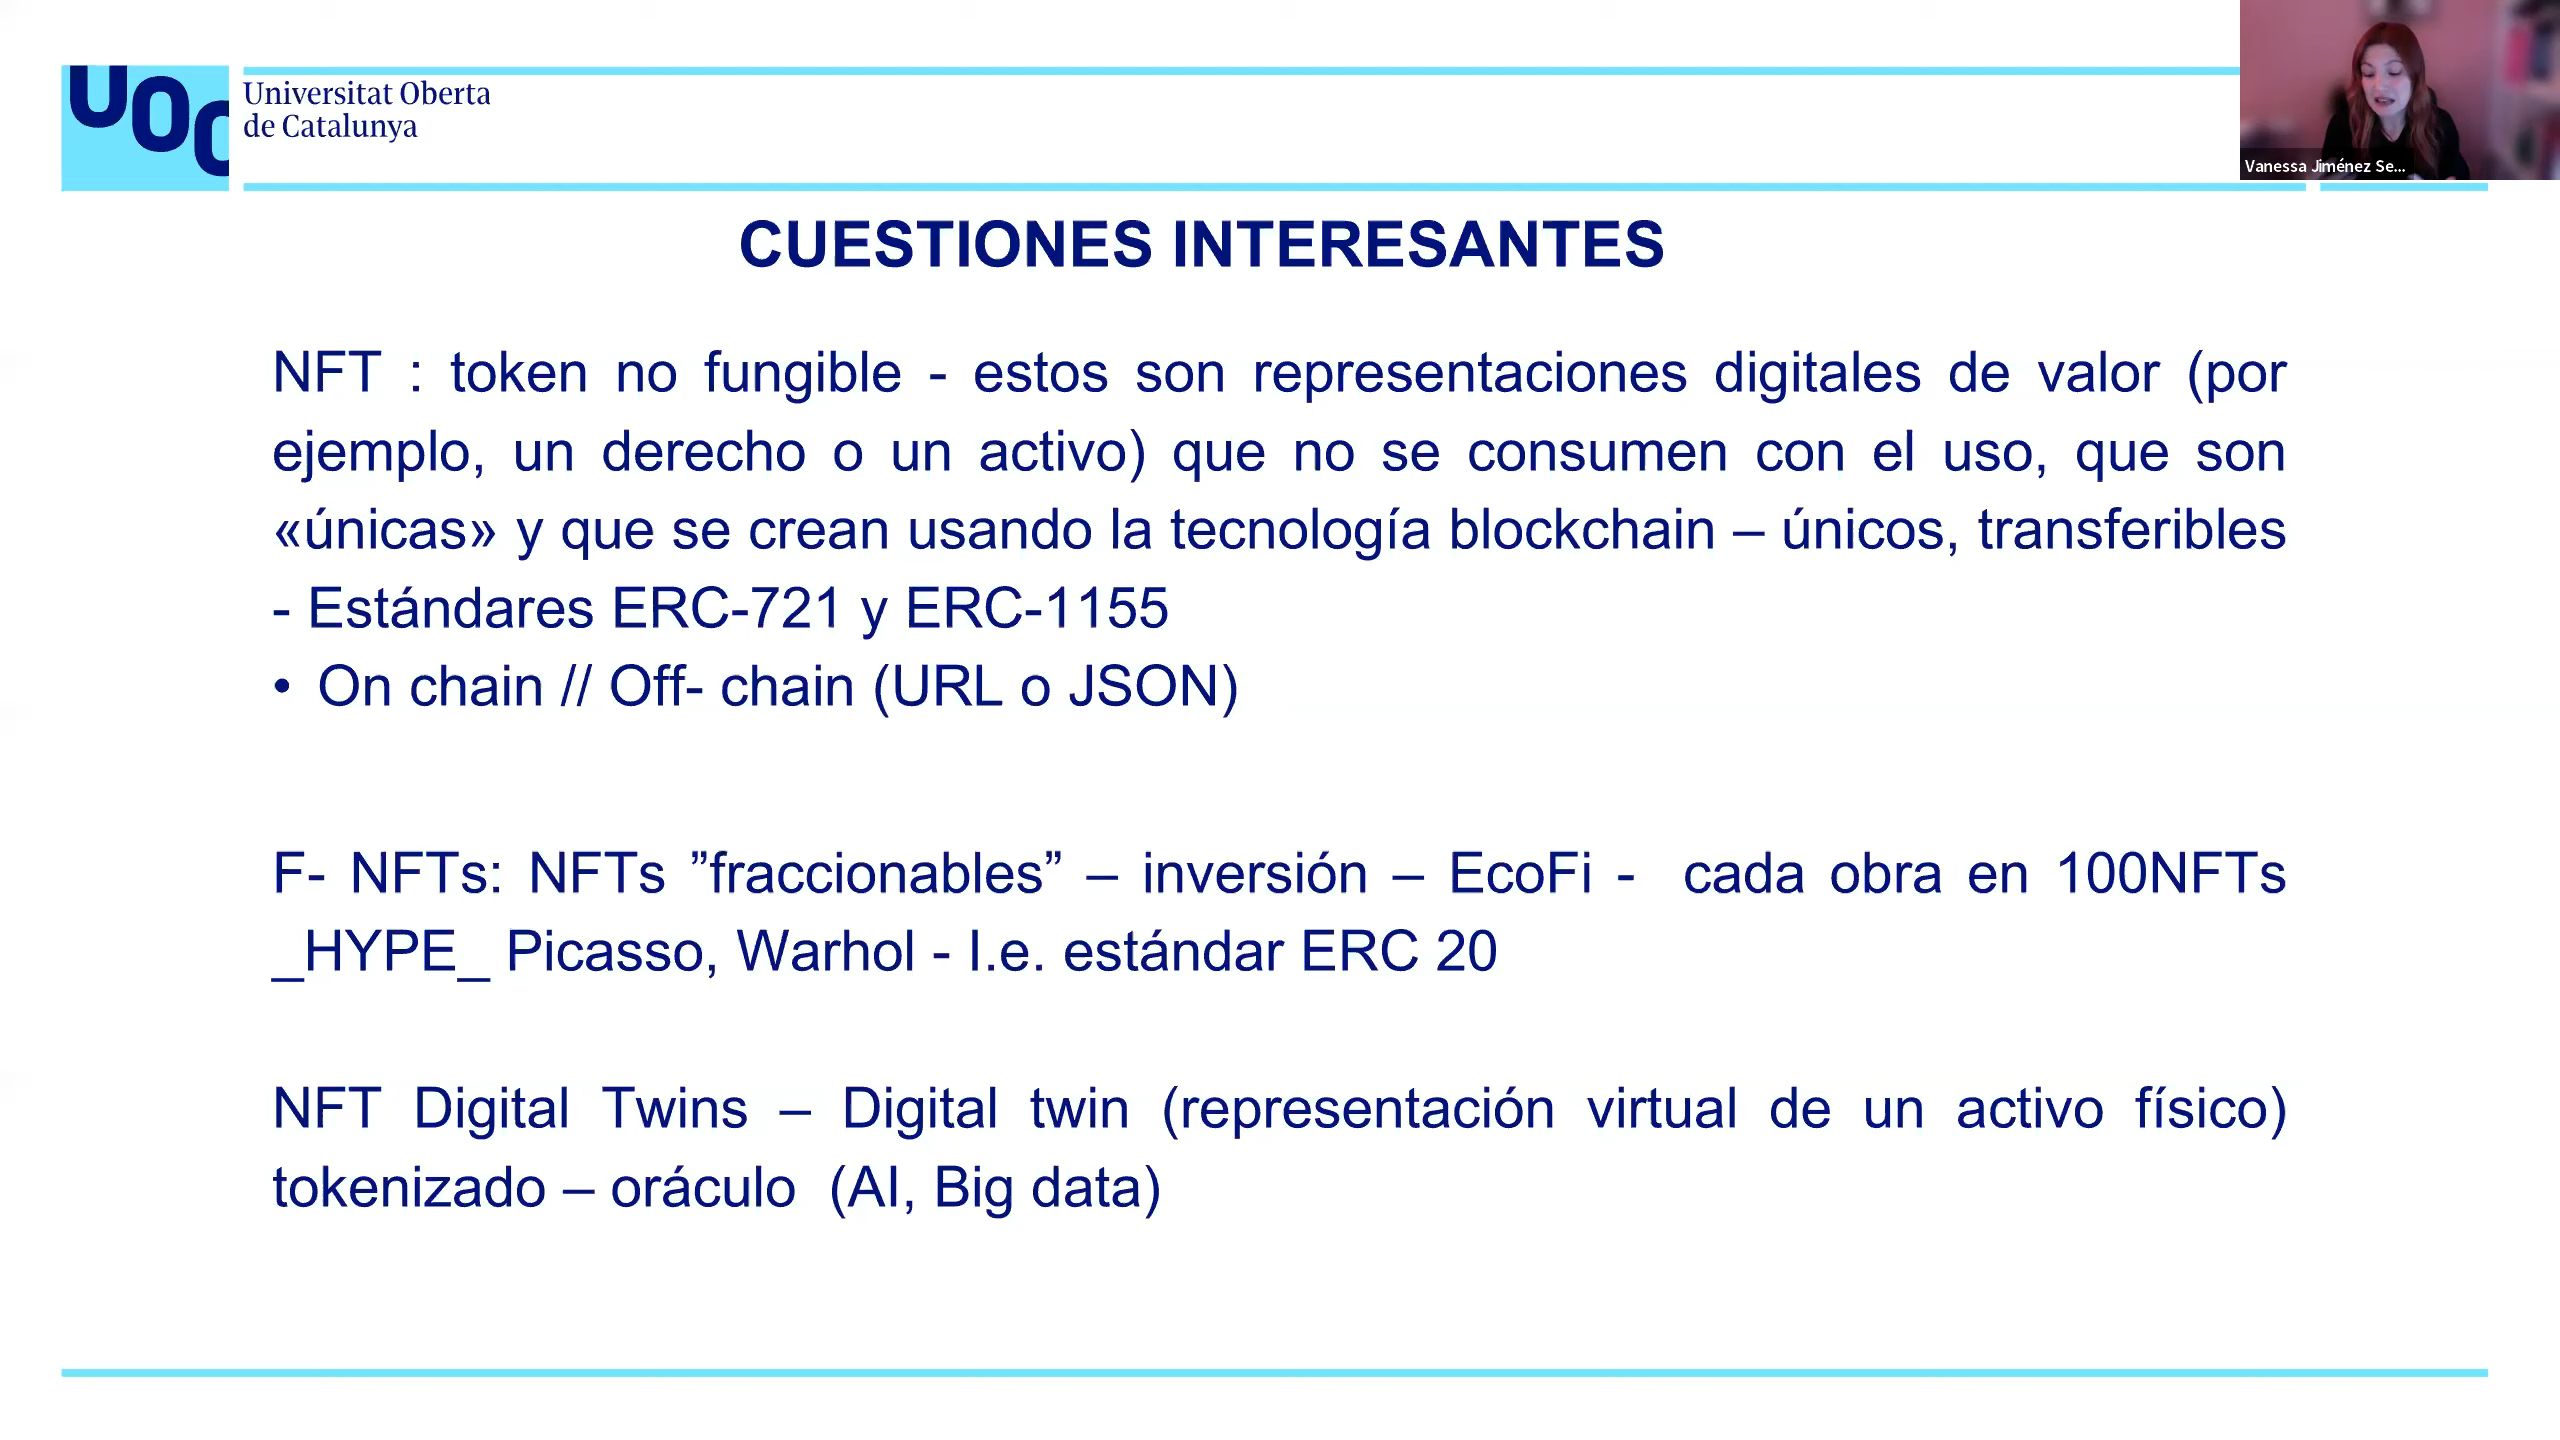 UOC
Universitat Oberta
de Catalunya
Vanessa Jiménez Se...
CUESTIONES INTERESANTES
NFT : token no fungible - estos son representaciones digitales de valor (por
ejemplo, un derecho o un activo) que no se consumen con el uso, que son
«únicas» y que se crean usando la tecnología blockchain – únicos, transferibles
- Estándares ERC-721 y ERC-1155
• On chain // Off- chain (URL o JSON)
F- NFTs: NFTs ”fraccionables” – inversión – EcoFi - cada obra en 100NFTs
_HYPE_ Picasso, Warhol - I.e. estándar ERC 20
NFT Digital Twins – Digital twin (representación virtual de un activo físico)
tokenizado – oráculo (AI, Big data)